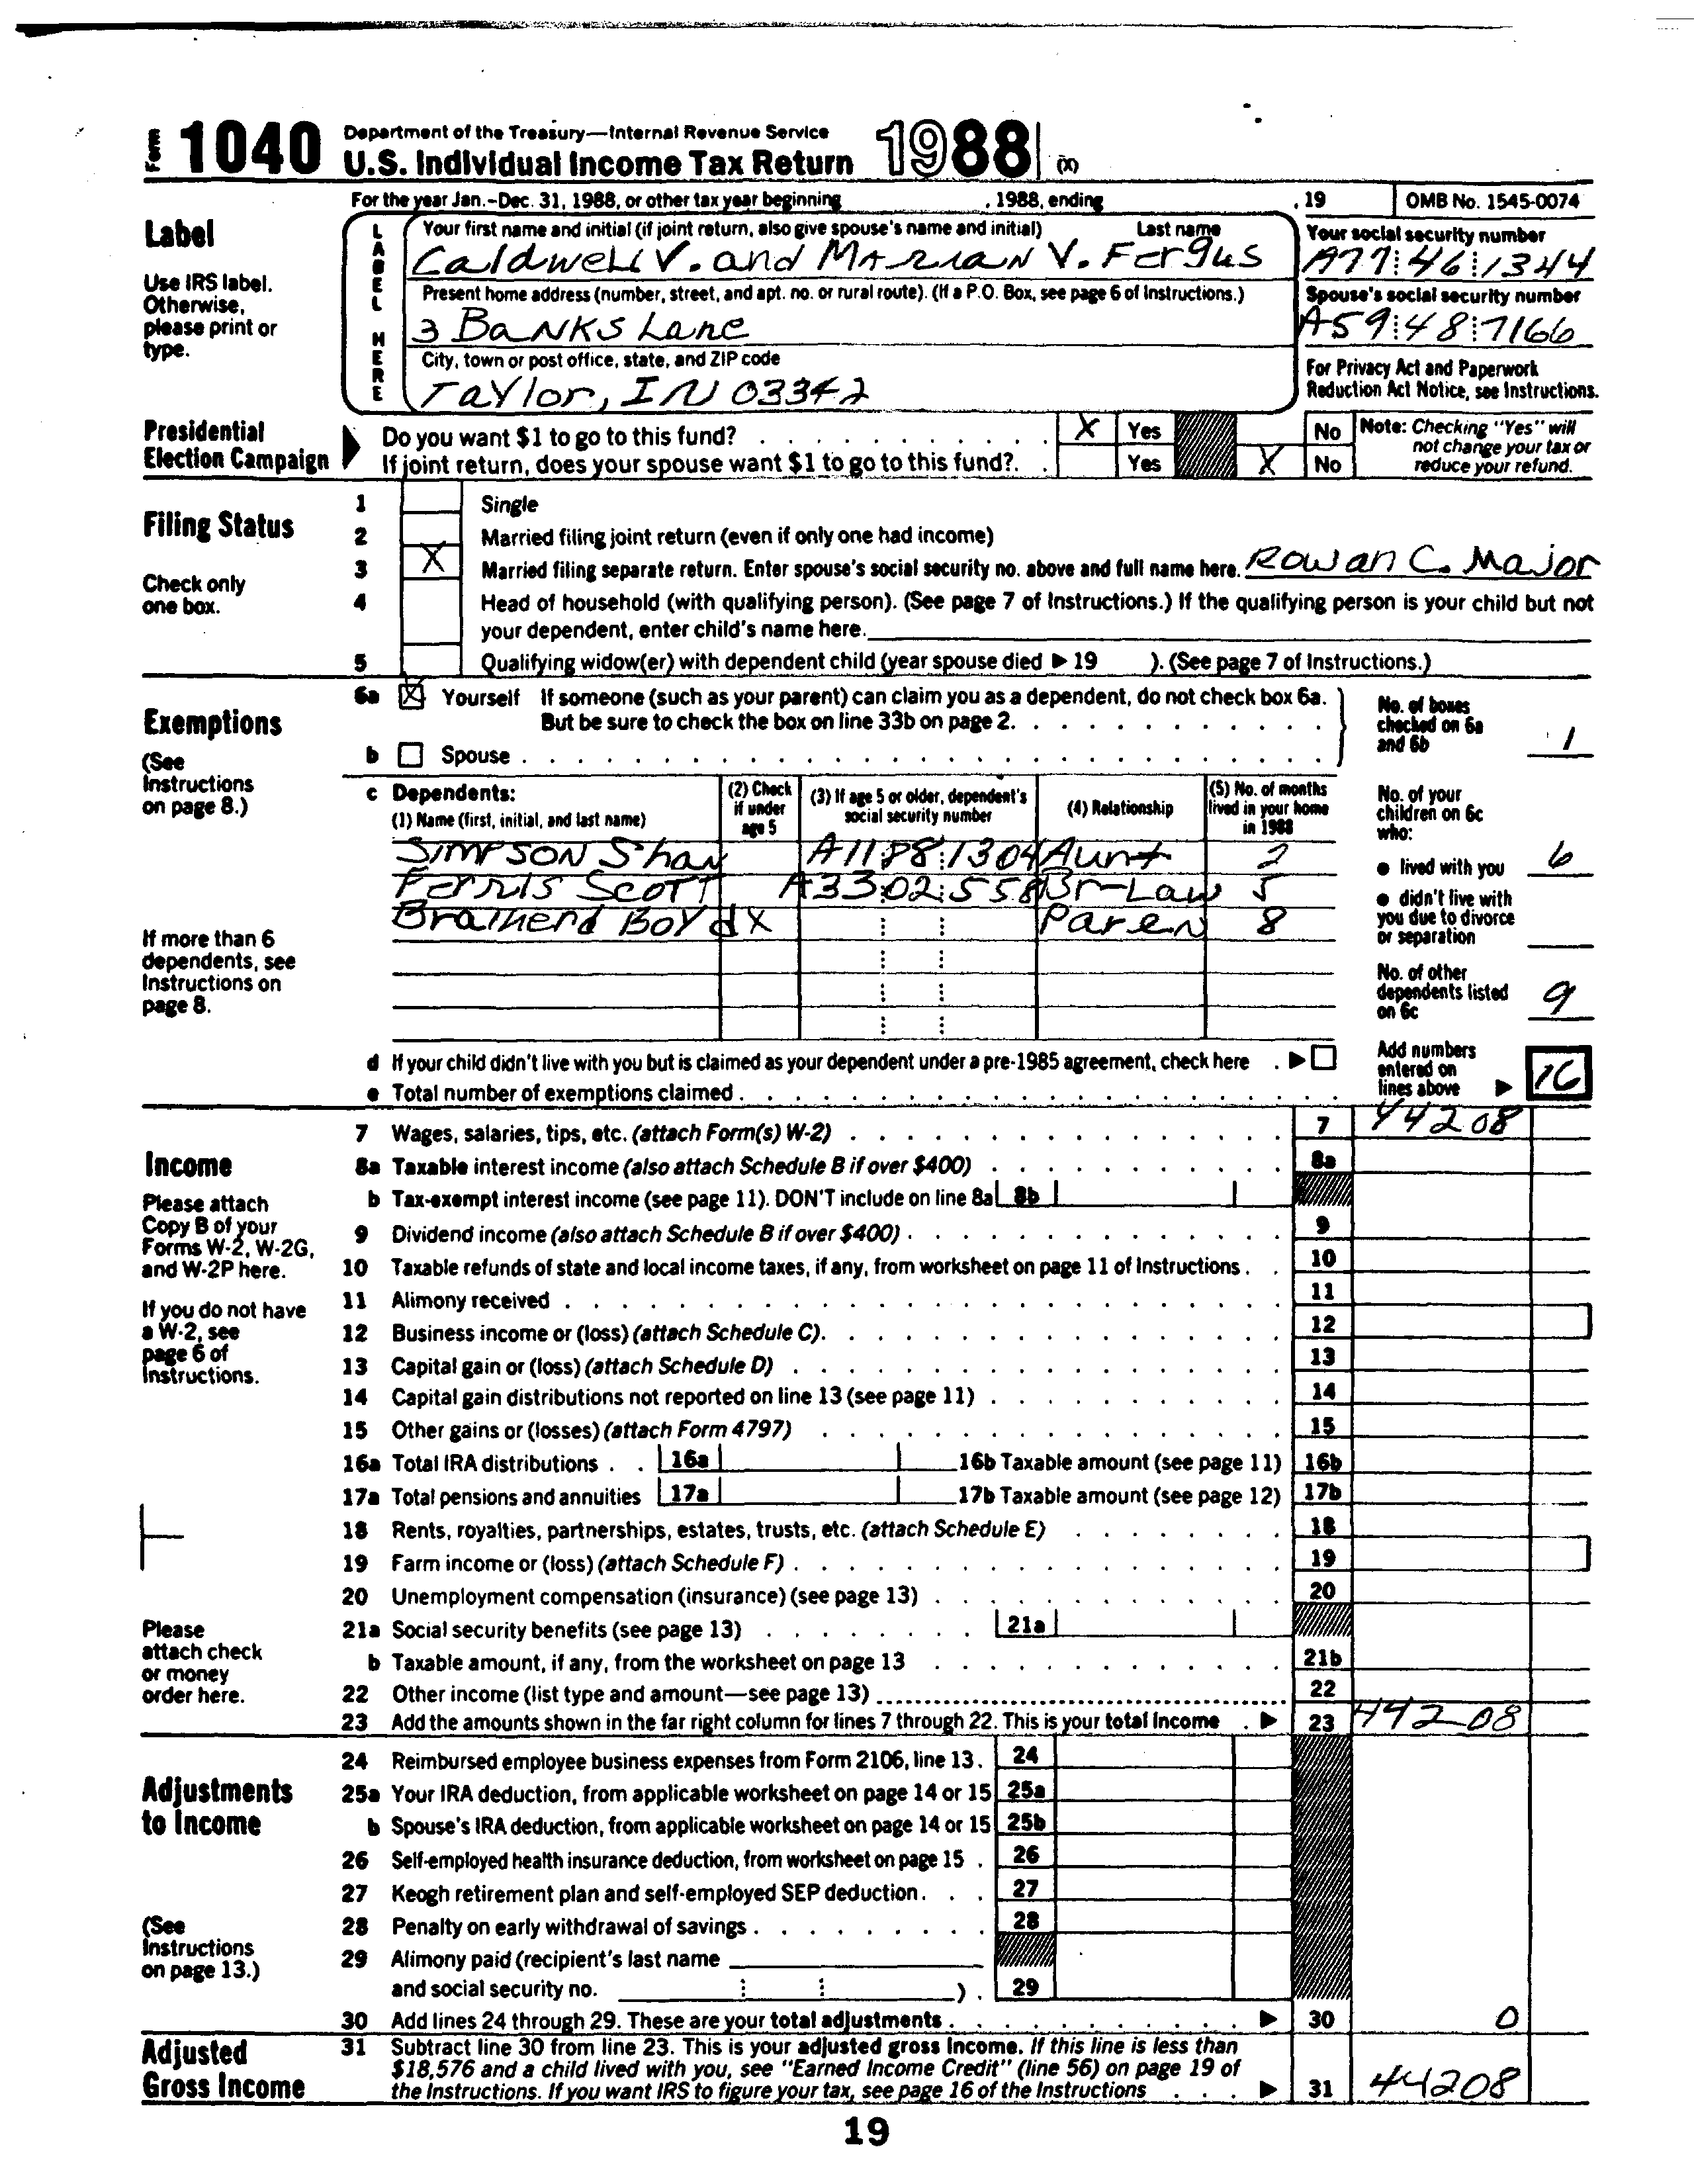 Form 1040 Department of the Treasury—Internal Revenue Service
U.S. Individual Income Tax Return 1988 (X)
For the year Jan.-Dec. 31, 1988, or other tax year beginning , 1988, ending , 19 OMB No. 1545-0074
Label
Use IRS label.
Otherwise,
please print or
type.
LABEL HERE
Your first name and initial (if joint return, also give spouse's name and initial) Last name
Caldwell V. and Marian V. Fergus
Your social security number
A77 46 1344
Present home address (number, street, and apt. no. or rural route). (If a P.O. Box, see page 6 of Instructions.)
3 Banks Lane
Spouse's social security number
A59 48 7166
City, town or post office, state, and ZIP code
Taylor, IN 03342
For Privacy Act and Paperwork
Reduction Act Notice, see Instructions.
Presidential
Election Campaign
Do you want $1 to go to this fund? X Yes No
If joint return, does your spouse want $1 to go to this fund? Yes X No
Note: Checking "Yes" will
not change your tax or
reduce your refund.
Filing Status
Check only
one box.
1 Single
2 Married filing joint return (even if only one had income)
3 X Married filing separate return. Enter spouse's social security no. above and full name here. Rowan C. Major
4 Head of household (with qualifying person). (See page 7 of Instructions.) If the qualifying person is your child but not
your dependent, enter child's name here.
5 Qualifying widow(er) with dependent child (year spouse died ▶ 19 ). (See page 7 of Instructions.)
Exemptions
(See
Instructions
on page 8.)
6a X Yourself If someone (such as your parent) can claim you as a dependent, do not check box 6a.
But be sure to check the box on line 33b on page 2.
b Spouse
No. of boxes
checked on 6a
and 6b 1
c Dependents:
(1) Name (first, initial, and last name)
(2) Check
if under
age 5
(3) If age 5 or older, dependent's
social security number
(4) Relationship
(5) No. of months
lived in your home
in 1988
Simpson Shaw A11 88 1304 Aunt 2
Ferris Scott A33 02 558 Br-Law 5
Bratherd Boyd X Paren 8
If more than 6
dependents, see
Instructions on
page 8.
No. of your
children on 6c
who:
● lived with you 6
● didn't live with
you due to divorce
or separation
No. of other
dependents listed
on 6c 9
d If your child didn't live with you but is claimed as your dependent under a pre-1985 agreement, check here ▶
e Total number of exemptions claimed
Add numbers
entered on
lines above ▶ 16
Income
Please attach
Copy B of your
Forms W-2, W-2G,
and W-2P here.
If you do not have
a W-2, see
page 6 of
Instructions.
Please
attach check
or money
order here.
7 Wages, salaries, tips, etc. (attach Form(s) W-2) 7 44208
8a Taxable interest income (also attach Schedule B if over $400) 8a
b Tax-exempt interest income (see page 11). DON'T include on line 8a 8b
9 Dividend income (also attach Schedule B if over $400) 9
10 Taxable refunds of state and local income taxes, if any, from worksheet on page 11 of Instructions 10
11 Alimony received 11
12 Business income or (loss) (attach Schedule C) 12
13 Capital gain or (loss) (attach Schedule D) 13
14 Capital gain distributions not reported on line 13 (see page 11) 14
15 Other gains or (losses) (attach Form 4797) 15
16a Total IRA distributions 16a 16b Taxable amount (see page 11) 16b
17a Total pensions and annuities 17a 17b Taxable amount (see page 12) 17b
18 Rents, royalties, partnerships, estates, trusts, etc. (attach Schedule E) 18
19 Farm income or (loss) (attach Schedule F) 19
20 Unemployment compensation (insurance) (see page 13) 20
21a Social security benefits (see page 13) 21a
b Taxable amount, if any, from the worksheet on page 13 21b
22 Other income (list type and amount—see page 13) 22
23 Add the amounts shown in the far right column for lines 7 through 22. This is your total income ▶ 23 44208
Adjustments
to Income
(See
Instructions
on page 13.)
24 Reimbursed employee business expenses from Form 2106, line 13. 24
25a Your IRA deduction, from applicable worksheet on page 14 or 15 25a
b Spouse's IRA deduction, from applicable worksheet on page 14 or 15 25b
26 Self-employed health insurance deduction, from worksheet on page 15 26
27 Keogh retirement plan and self-employed SEP deduction 27
28 Penalty on early withdrawal of savings 28
29 Alimony paid (recipient's last name
and social security no. ) 29
30 Add lines 24 through 29. These are your total adjustments ▶ 30 0
Adjusted
Gross Income
31 Subtract line 30 from line 23. This is your adjusted gross income. If this line is less than
$18,576 and a child lived with you, see "Earned Income Credit" (line 56) on page 19 of
the Instructions. If you want IRS to figure your tax, see page 16 of the Instructions ▶ 31 44208
19